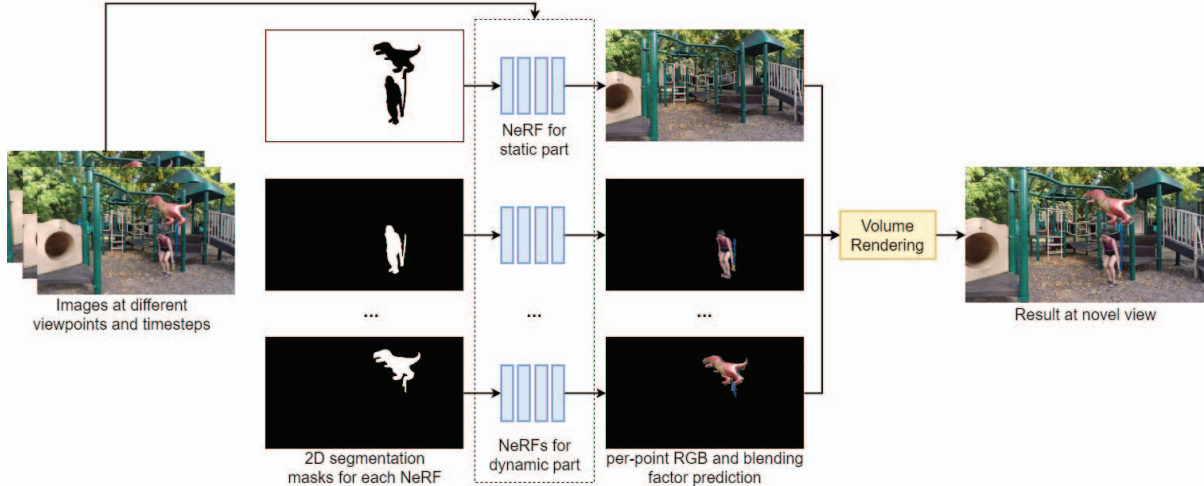 NeRF for
static part
Images at different
viewpoints and timesteps
Volume
Rendering
Result at novel view
...
...
...
2D segmentation
masks for each NeRF
NeRFs for
dynamic part
per-point RGB and blending
factor prediction